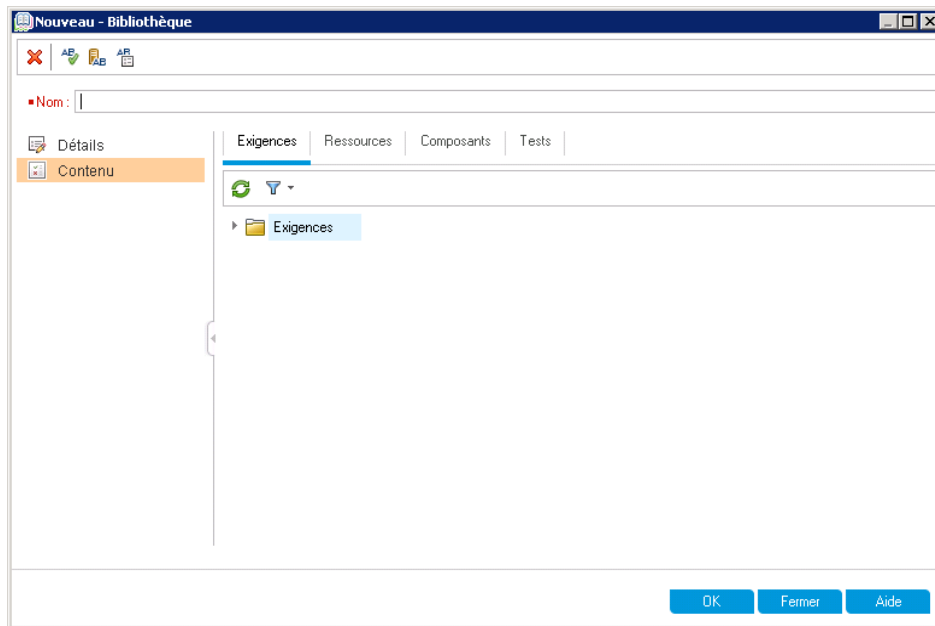 Nouveau - Bibliothèque
Nom :
Détails
Contenu
Exigences Ressources Composants Tests
Exigences
OK Fermer Aide